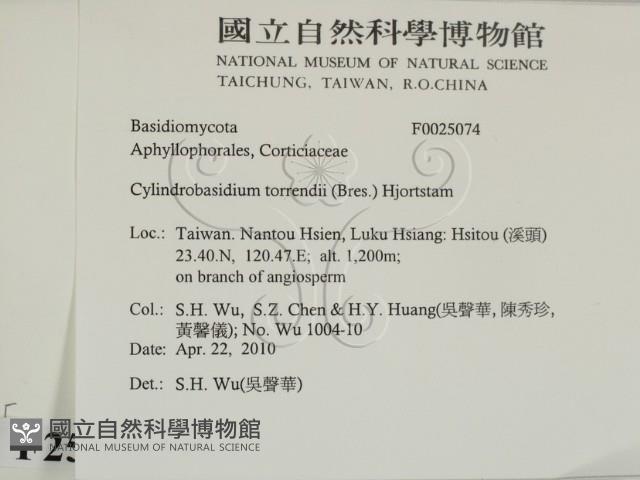 國立自然科學博物館
NATIONAL MUSEUM OF NATURAL SCIENCE
TAICHUNG, TAIWAN, R.O.CHINA
Basidiomycota F0025074
Aphyllophorales, Corticiaceae
Cylindrobasidium torrendii (Bres.) Hjortstam
Loc.: Taiwan. Nantou Hsien, Luku Hsiang: Hsitou (溪頭)
23.40.N, 120.47.E; alt. 1,200m;
on branch of angiosperm
Col.: S.H. Wu, S.Z. Chen & H.Y. Huang(吳聲華, 陳秀珍,
黃馨儀); No. Wu 1004-10
Date: Apr. 22, 2010
Det.: S.H. Wu(吳聲華)
國立自然科學博物館
NATIONAL MUSEUM OF NATURAL SCIENCE